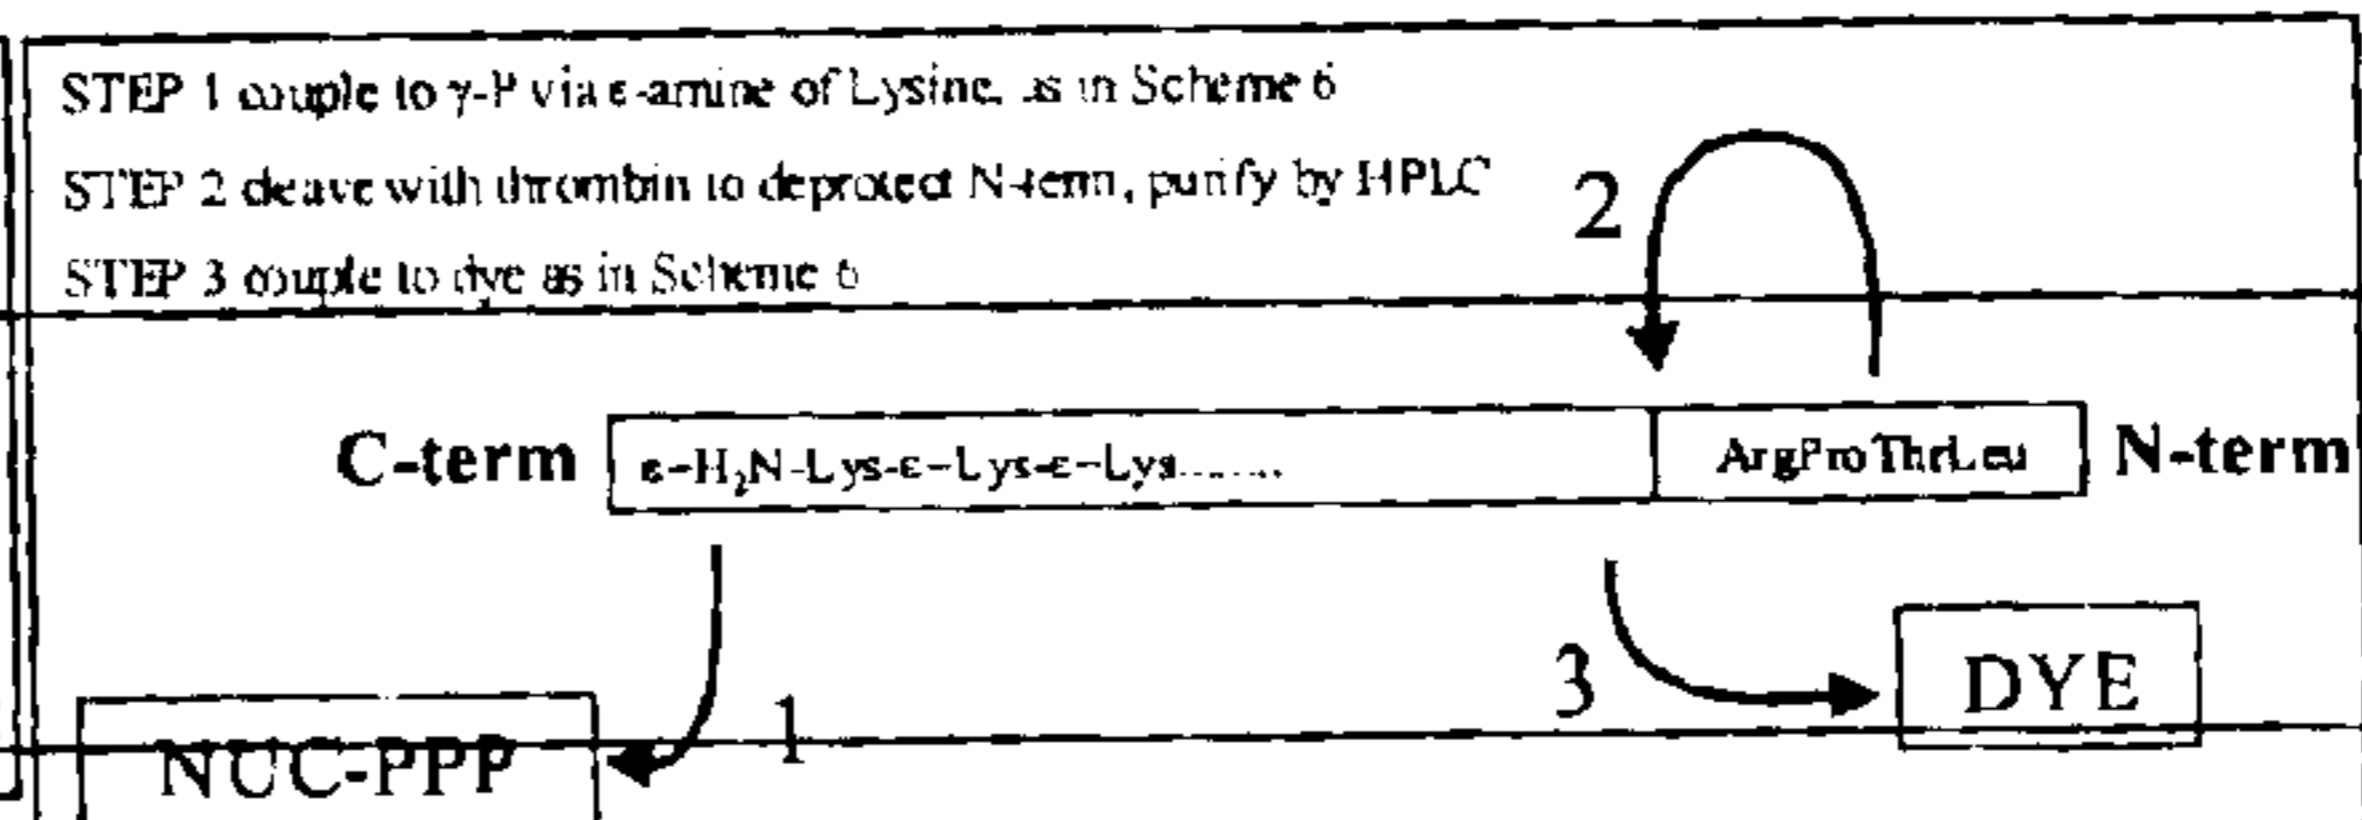 STEP 1 couple to γ-P via ε-amine of Lysine, as in Scheme 6
STEP 2 cleave with thrombin to deprotect N-term, purify by HPLC
STEP 3 couple to dye as in Scheme 6
2
C-term ε–H₂N-Lys-ε–Lys-ε–Lys........ ArgProThrLeu N-term
3 DYE
NUC-PPP 1